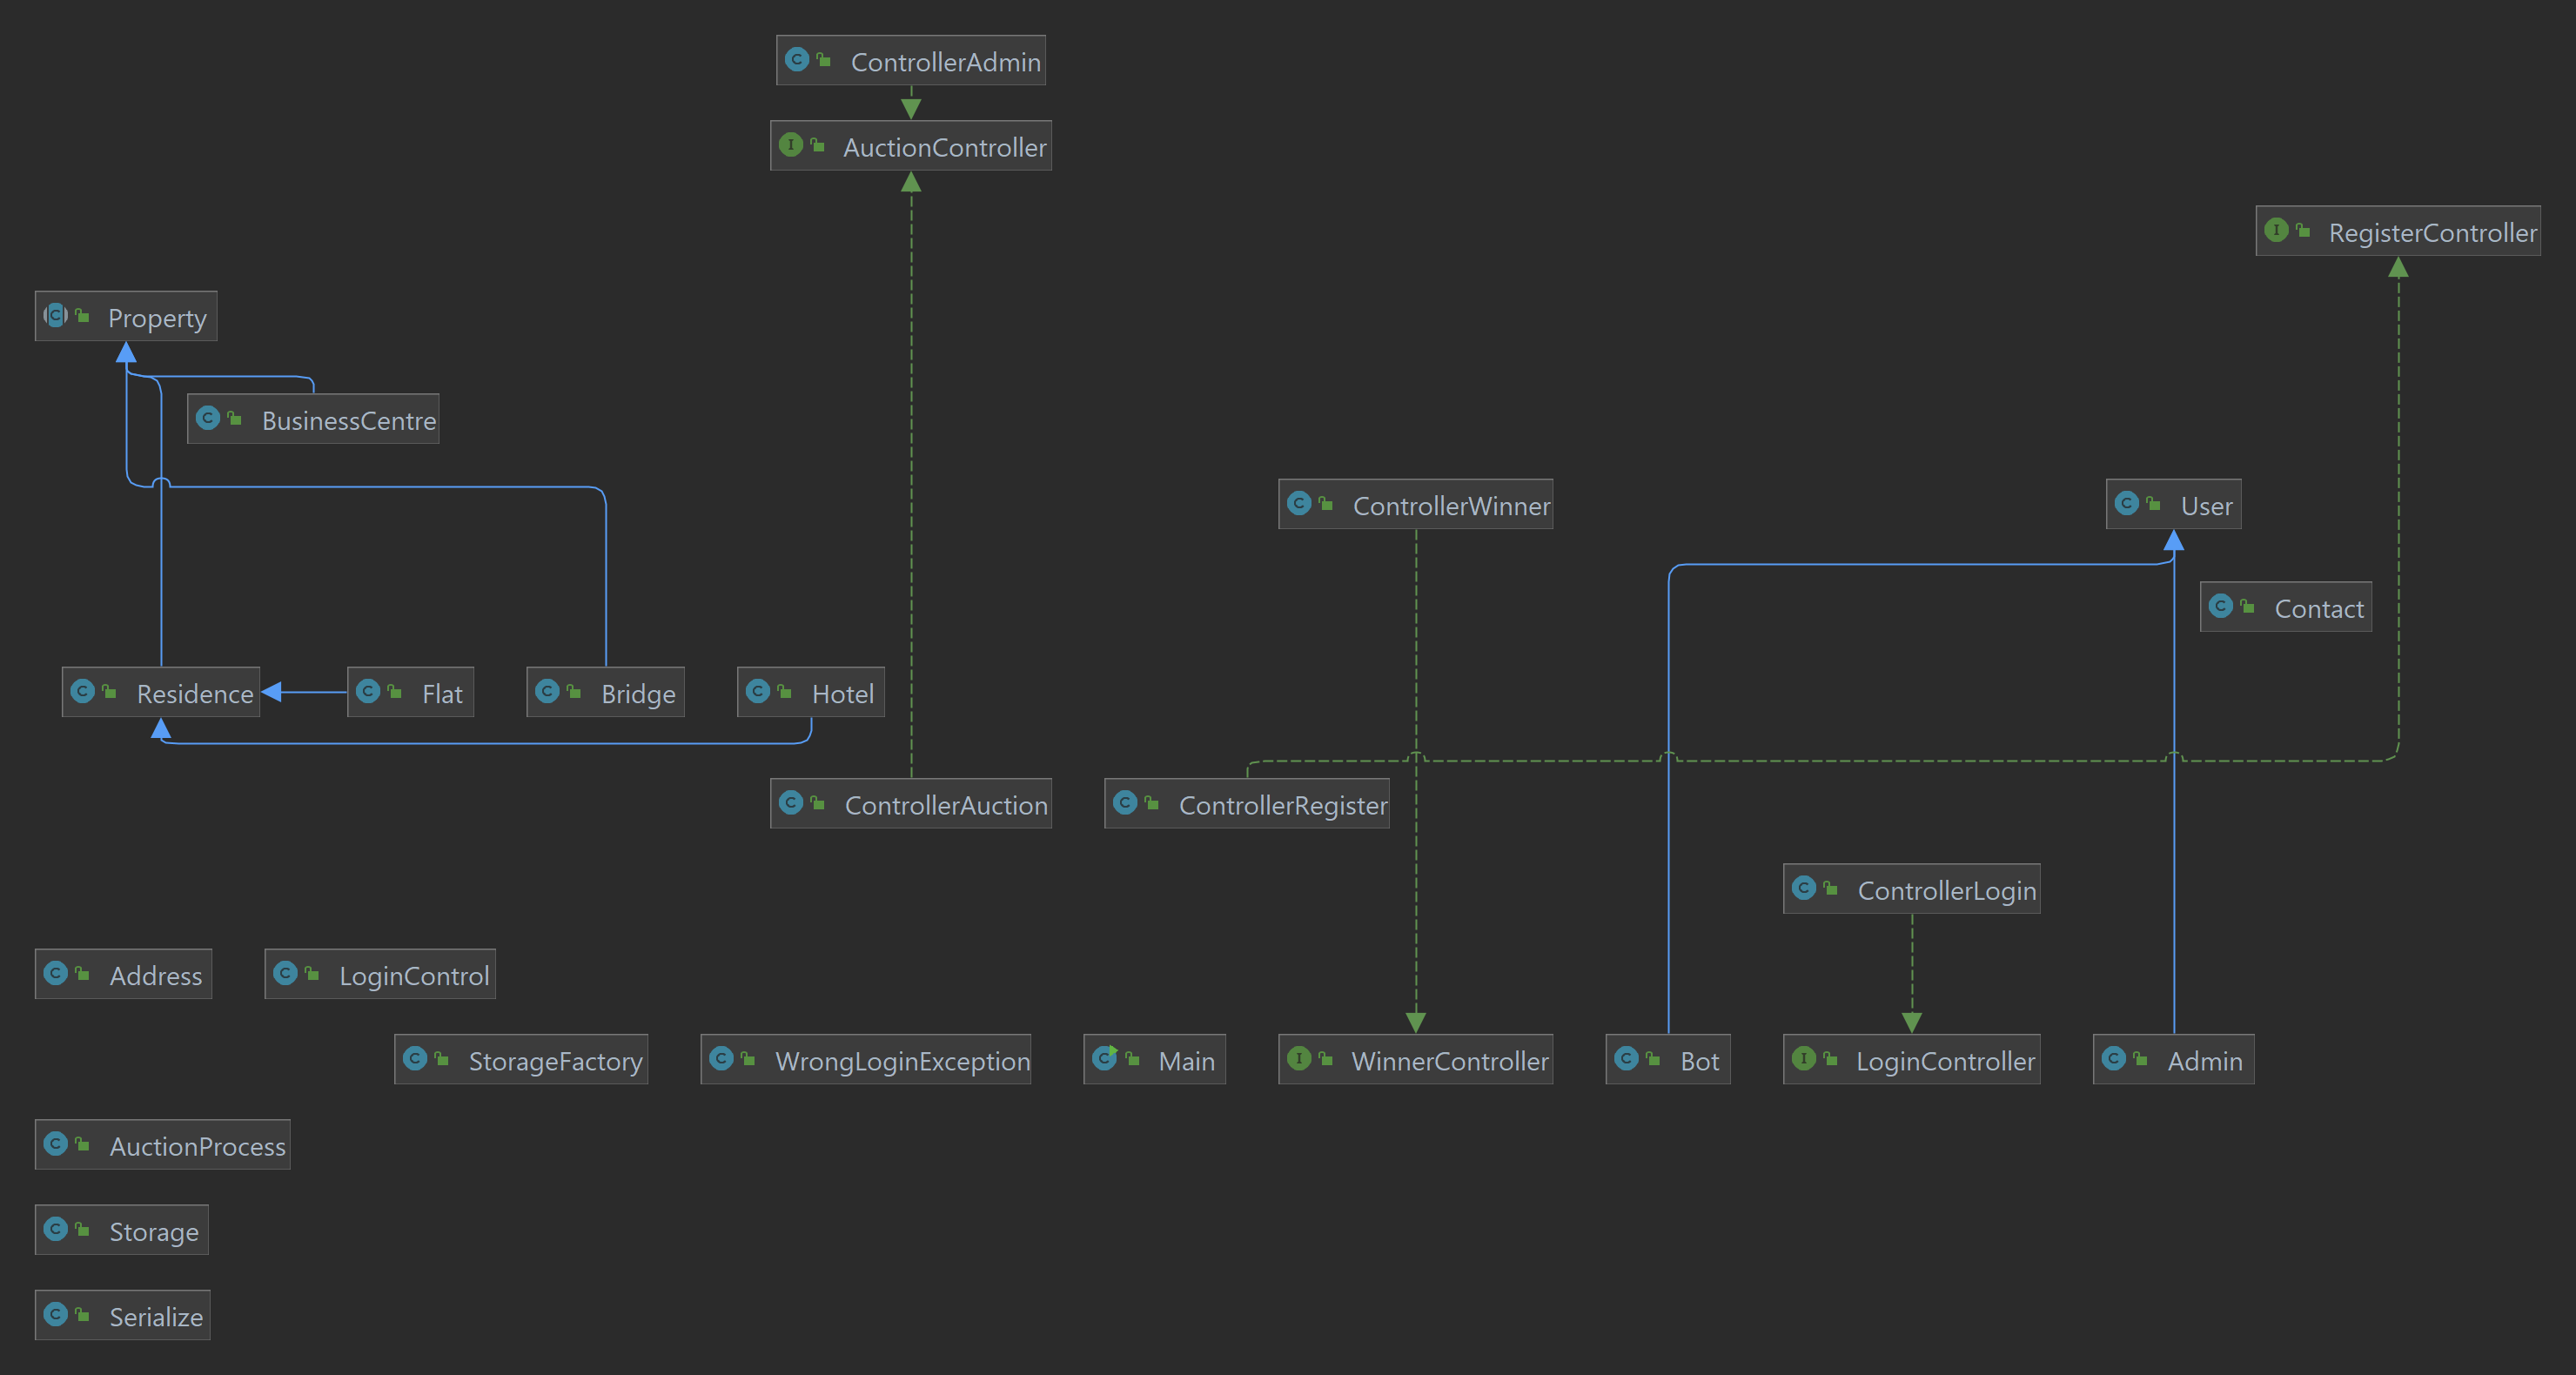 ControllerAdmin
AuctionController
RegisterController
Property
BusinessCentre
ControllerWinner
User
Contact
Residence
Flat
Bridge
Hotel
ControllerAuction
ControllerRegister
ControllerLogin
Address
LoginControl
StorageFactory
WrongLoginException
Main
WinnerController
Bot
LoginController
Admin
AuctionProcess
Storage
Serialize